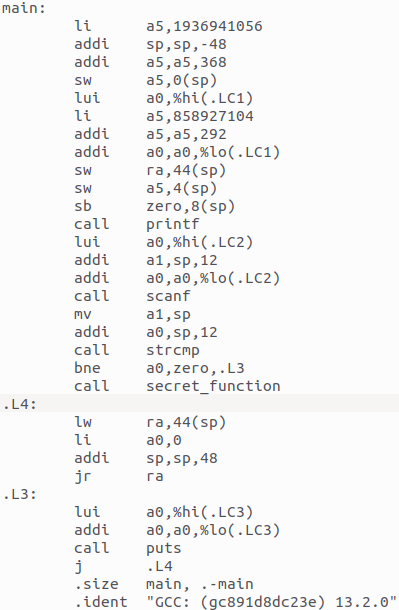 main:
li a5,1936941056
addi sp,sp,-48
addi a5,a5,368
sw a5,0(sp)
lui a0,%hi(.LC1)
li a5,858927104
addi a5,a5,292
addi a0,a0,%lo(.LC1)
sw ra,44(sp)
sw a5,4(sp)
sb zero,8(sp)
call printf
lui a0,%hi(.LC2)
addi a1,sp,12
addi a0,a0,%lo(.LC2)
call scanf
mv a1,sp
addi a0,sp,12
call strcmp
bne a0,zero,.L3
call secret_function
.L4:
lw ra,44(sp)
li a0,0
addi sp,sp,48
jr ra
.L3:
lui a0,%hi(.LC3)
addi a0,a0,%lo(.LC3)
call puts
j .L4
.size main, .-main
.ident "GCC: (gc891d8dc23e) 13.2.0"